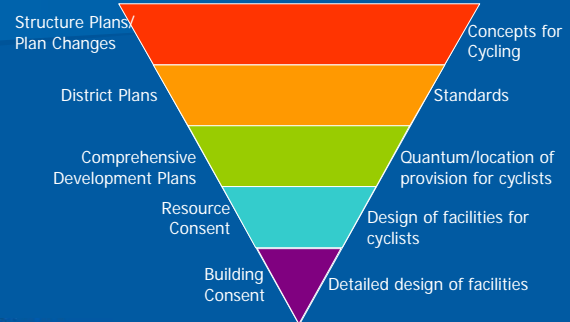 Structure Plans/
Plan Changes
Concepts for
Cycling
District Plans
Standards
Comprehensive
Development Plans
Quantum/location of
provision for cyclists
Resource
Consent
Design of facilities for
cyclists
Building
Consent
Detailed design of facilities